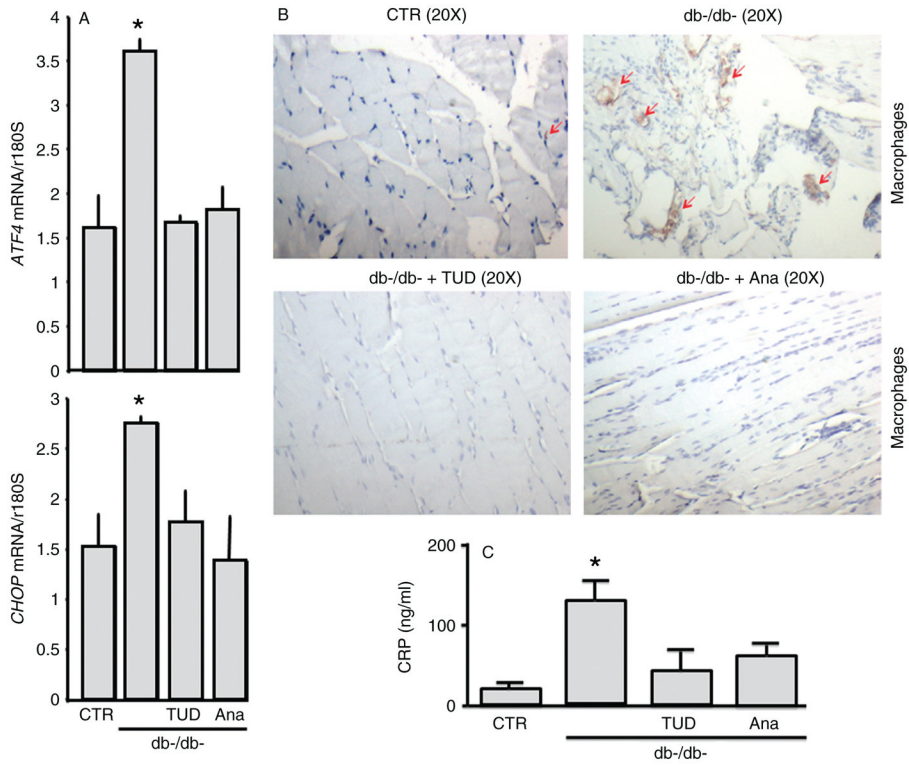 A
4
*
3.5
3
2.5
2
1.5
1
0.5
0
ATF4 mRNA/r180S
3
*
2.5
2
1.5
1
0.5
0
CHOP mRNA/r180S
CTR TUD Ana
db-/db-
B
CTR (20X) db-/db- (20X)
Macrophages
db-/db- + TUD (20X) db-/db- + Ana (20X)
Macrophages
C
200
*
100
0
CRP (ng/ml)
CTR TUD Ana
db-/db-